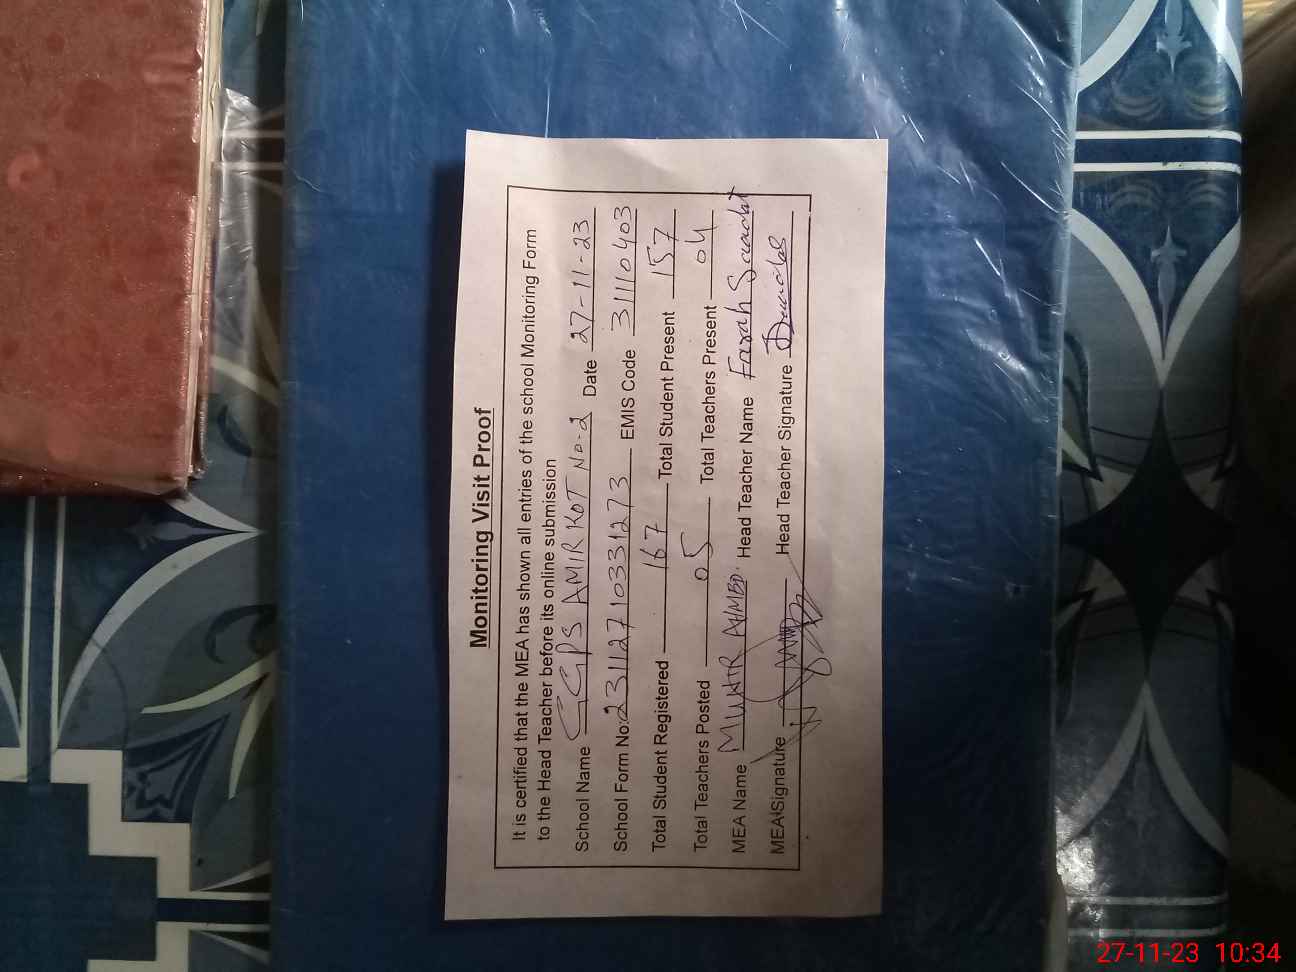 Monitoring Visit Proof
It is certified that the MEA has shown all entries of the school Monitoring Form
to the Head Teacher before its online submission
School Name GGPS AMIR KOT No-2 Date 27-11-23
School Form No: 23112710331273 EMIS Code 31110403
Total Student Registered 167 Total Student Present 157
Total Teachers Posted 05 Total Teachers Present 04
MEA Name AHMED Head Teacher Name Farah Saadat
MEA Signature Head Teacher Signature
27-11-23 10:34